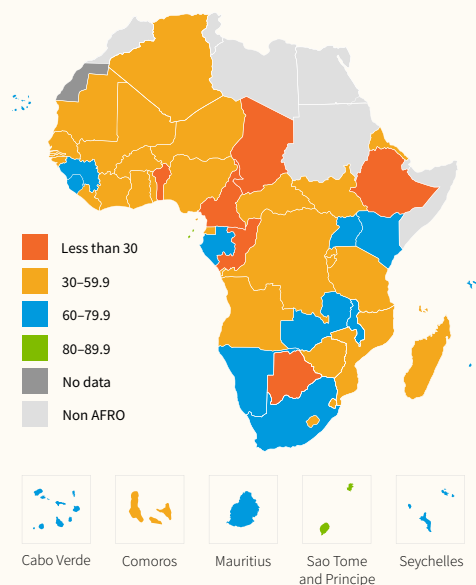 Less than 30
30–59.9
60–79.9
80–89.9
No data
Non AFRO
Cabo Verde
Comoros
Mauritius
Sao Tome
and Principe
Seychelles